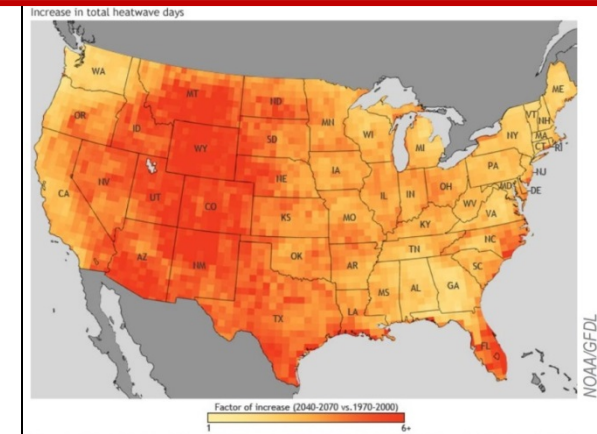 Increase in total heatwave days
WA
ME
MT
ND
VT
NH
OR
MN
ID
WI
NY
MA
SD
MI
CT
RI
WY
IA
PA
NJ
NE
NV
OH
MD
DE
IL
IN
UT
WV
CA
CO
VA
KS
MO
KY
NC
TN
OK
AZ
AR
NM
SC
MS
AL
GA
TX
LA
FL
NOAA/GFDL
Factor of increase (2040-2070 vs.1970-2000)
1
6+